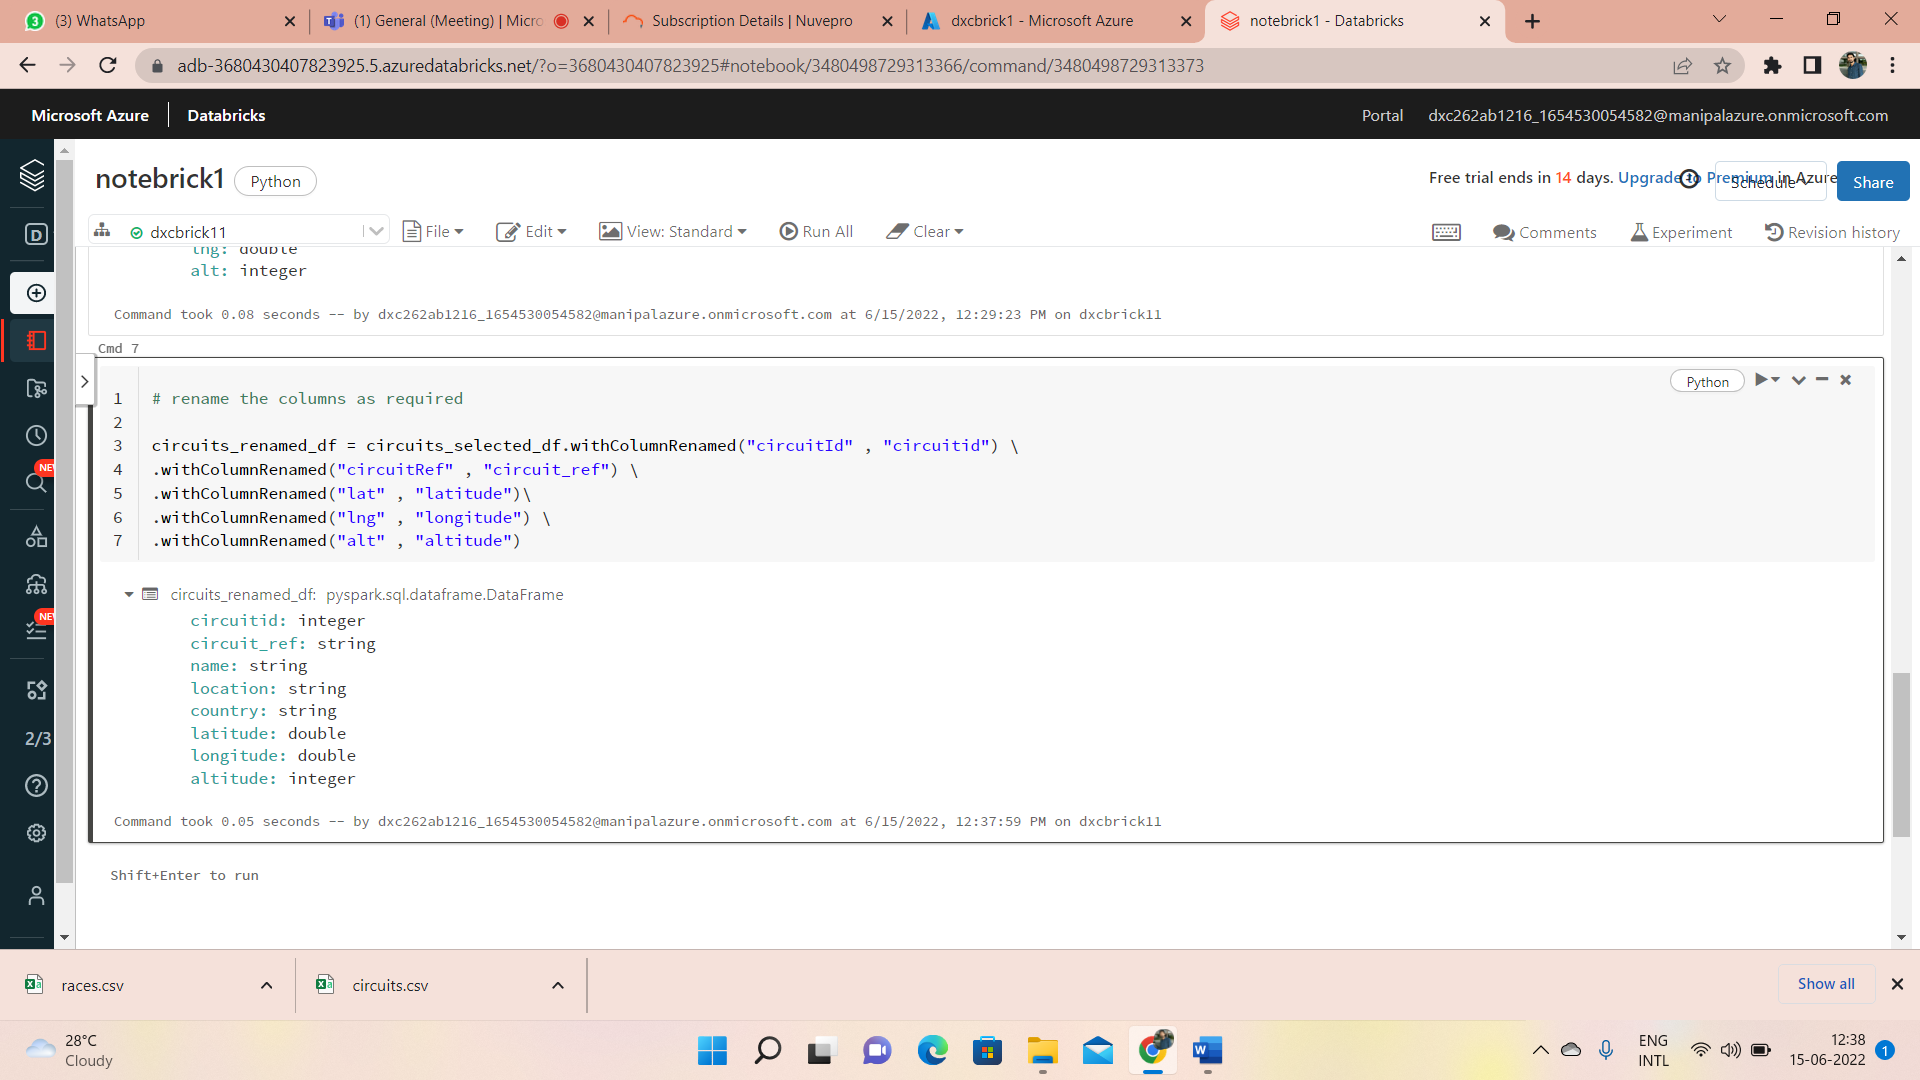 (3) WhatsApp
(1) General (Meeting) | Micro
Subscription Details | Nuvepro
dxcbrick1 - Microsoft Azure
notebrick1 - Databricks
adb-3680430407823925.5.azuredatabricks.net/?o=3680430407823925#notebook/3480498729313366/command/3480498729313373
Microsoft Azure
Databricks
Portal
dxc262ab1216_1654530054582@manipalazure.onmicrosoft.com
notebrick1
Python
Free trial ends in 14 days. Upgrade to Premium in Azure
Schedule
Share
dxcbrick11
File
Edit
View: Standard
Run All
Clear
Comments
Experiment
Revision history
lng: double
alt: integer
Command took 0.08 seconds -- by dxc262ab1216_1654530054582@manipalazure.onmicrosoft.com at 6/15/2022, 12:29:23 PM on dxcbrick11
Cmd 7
Python
1 # rename the columns as required
2
3 circuits_renamed_df = circuits_selected_df.withColumnRenamed("circuitId" , "circuitid") \
4 .withColumnRenamed("circuitRef" , "circuit_ref") \
5 .withColumnRenamed("lat" , "latitude")\
6 .withColumnRenamed("lng" , "longitude") \
7 .withColumnRenamed("alt" , "altitude")
circuits_renamed_df: pyspark.sql.dataframe.DataFrame
circuitid: integer
circuit_ref: string
name: string
location: string
country: string
latitude: double
longitude: double
altitude: integer
Command took 0.05 seconds -- by dxc262ab1216_1654530054582@manipalazure.onmicrosoft.com at 6/15/2022, 12:37:59 PM on dxcbrick11
Shift+Enter to run
D
NE
NE
2/3
races.csv
circuits.csv
Show all
28°C
Cloudy
ENG
INTL
12:38
15-06-2022
1